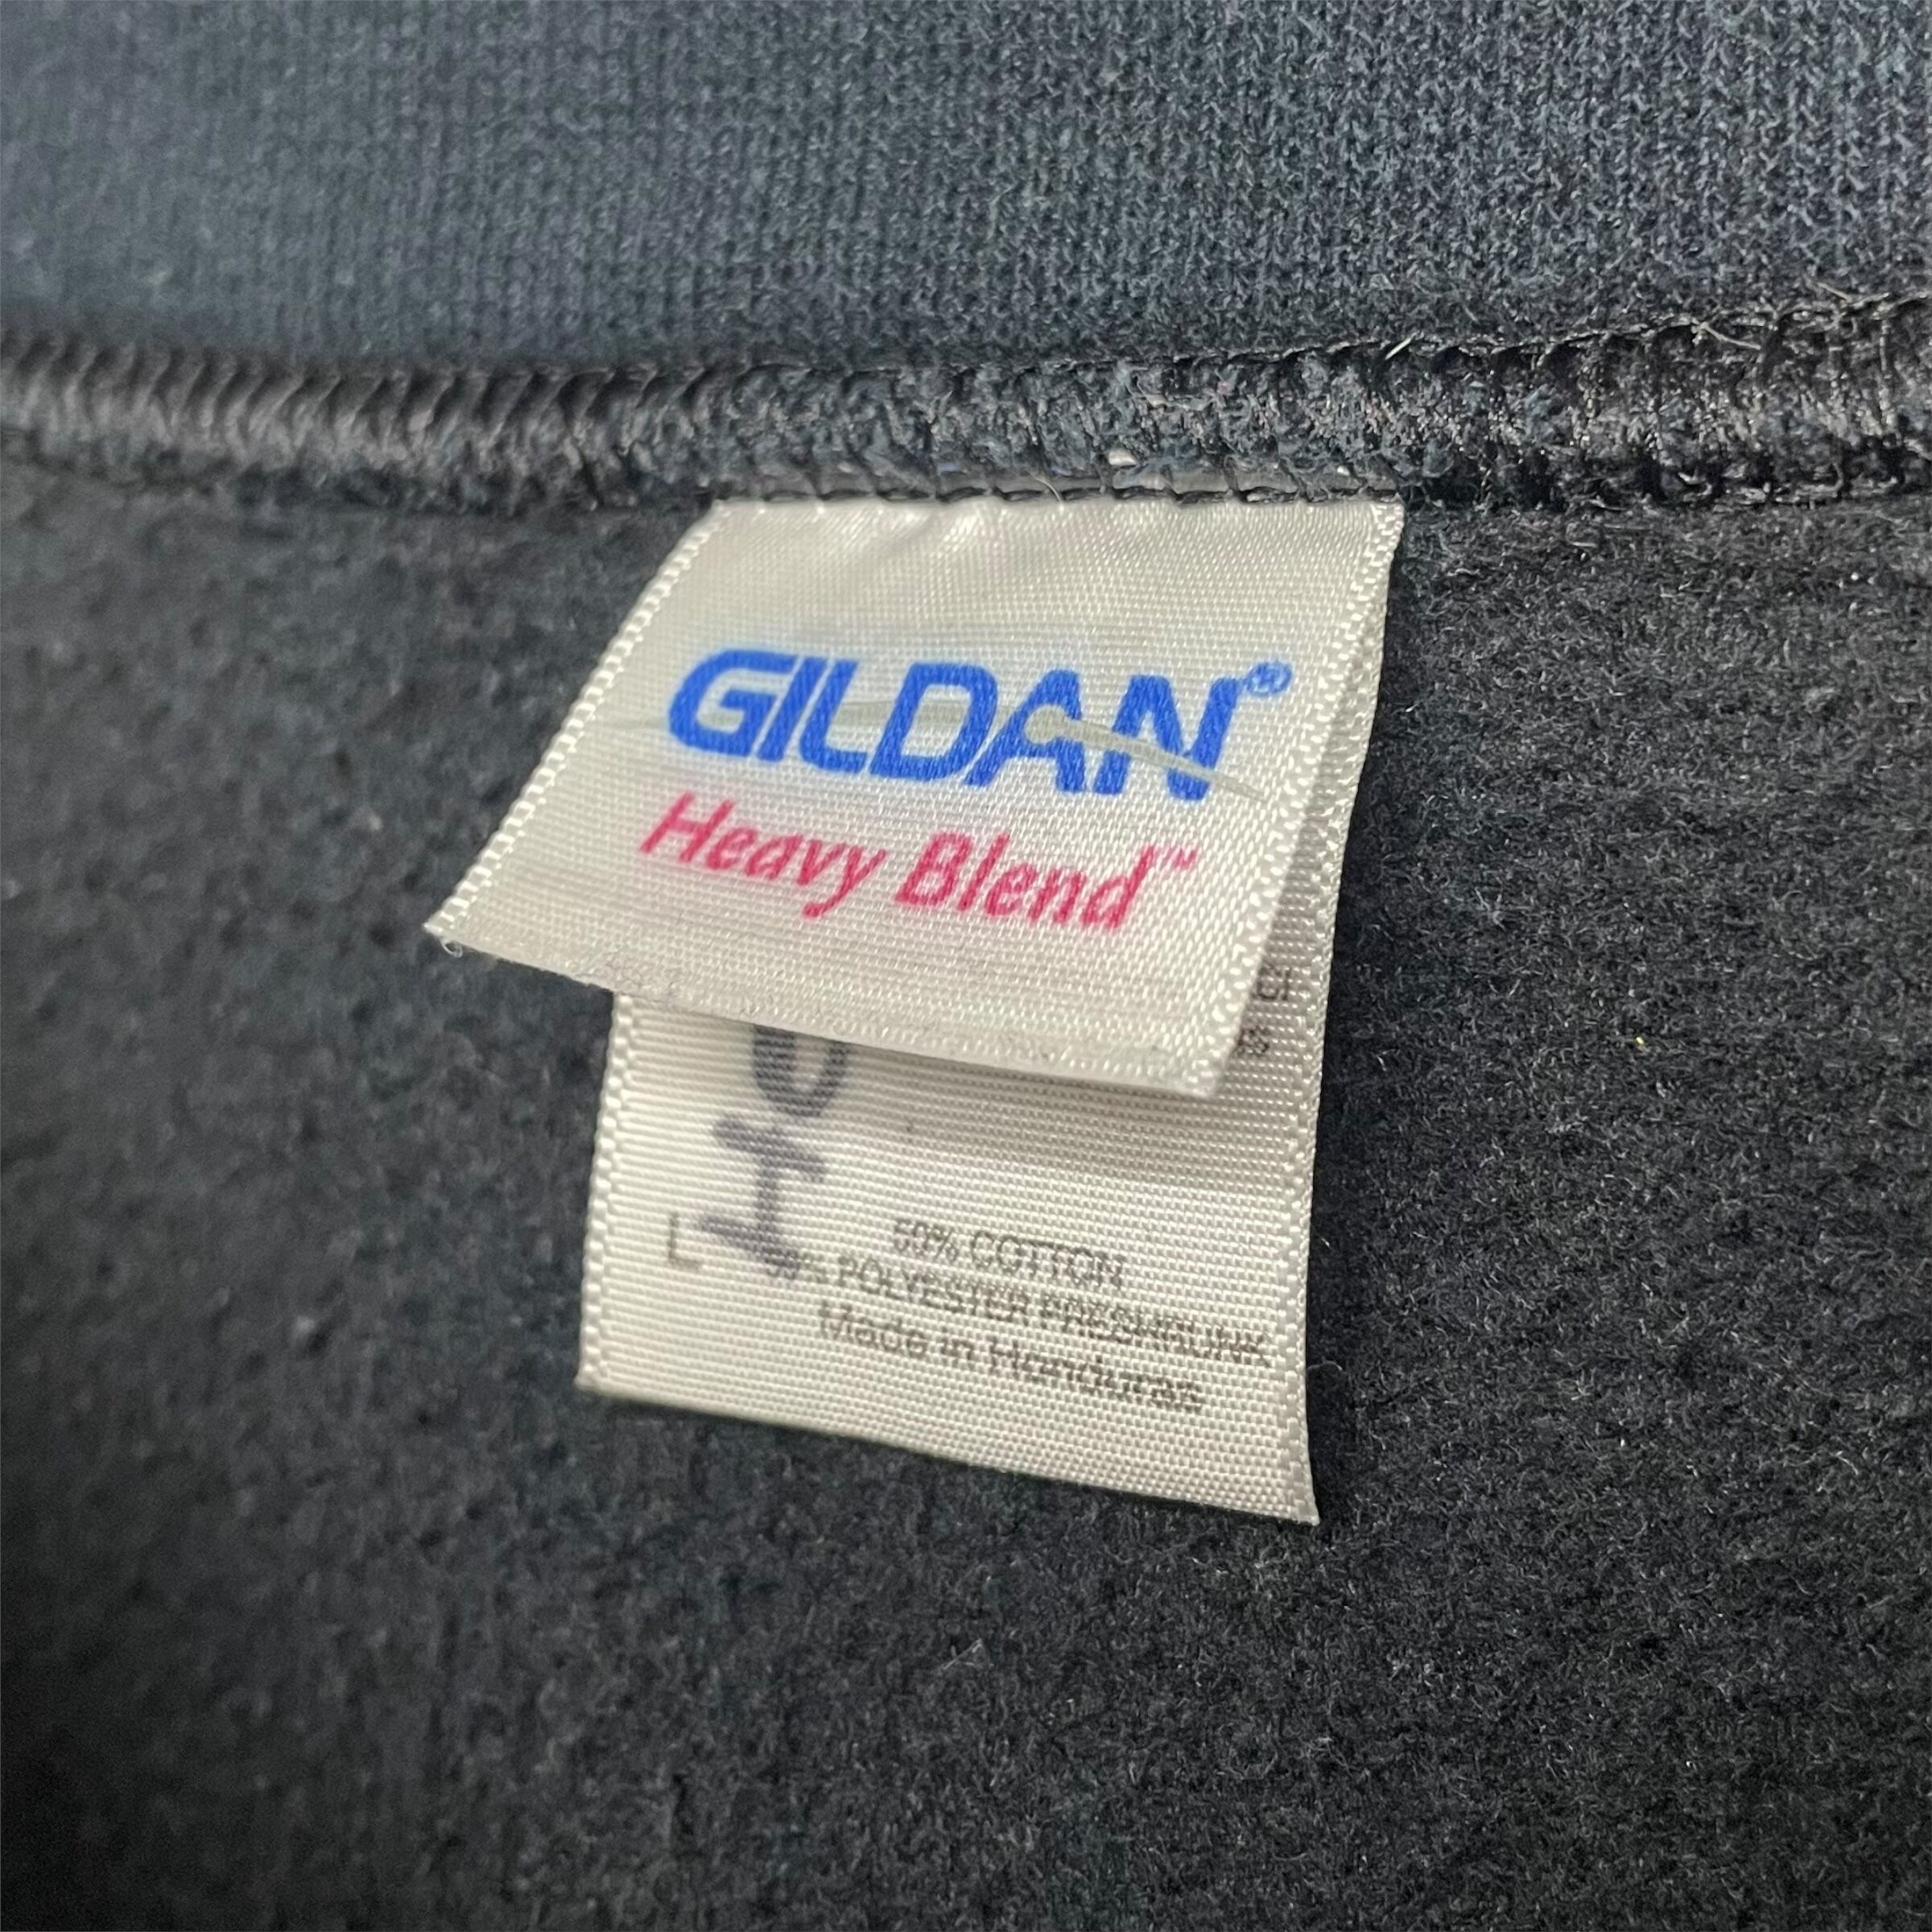 GILDAN®
Heavy Blend™
L
50% COTTON
POLYESTER PRESHRUNK
Made in Honduras